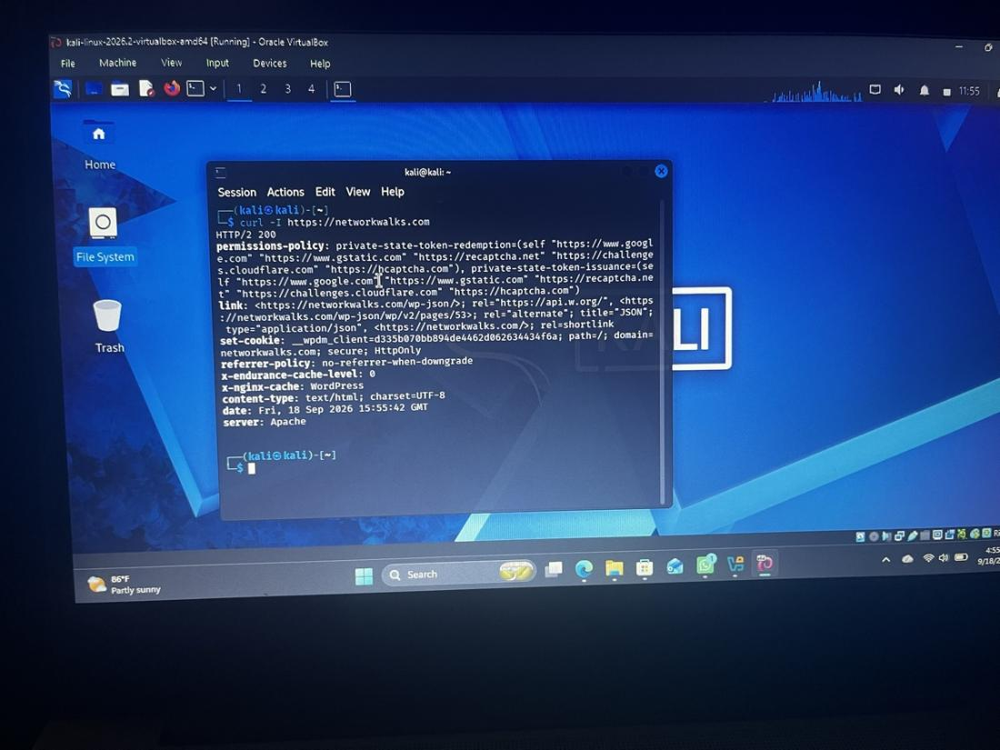 kali-linux-2026.2-virtualbox-amd64 [Running] - Oracle VirtualBox
File Machine View Input Devices Help
1 2 3 4 11:55
Home
File System
Trash
kali@kali: ~
Session Actions Edit View Help
(kali㉿kali)-[~]
$ curl -I https://networkwalks.com
HTTP/2 200
permissions-policy: private-state-token-redemption=(self "https://www.googl
e.com" "https://www.gstatic.com" "https://recaptcha.net" "https://challenge
s.cloudflare.com" "https://hcaptcha.com"), private-state-token-issuance=(se
lf "https://www.google.com" "https://www.gstatic.com" "https://recaptcha.ne
t" "https://challenges.cloudflare.com" "https://hcaptcha.com")
link: <https://networkwalks.com/wp-json/>; rel="https://api.w.org/", <https
://networkwalks.com/wp-json/wp/v2/pages/53>; rel="alternate"; title="JSON";
type="application/json", <https://networkwalks.com/>; rel=shortlink
set-cookie: __wpdm_client=d335b070bb894de4462d062634434f6a; path=/; domain=
networkwalks.com; secure; HttpOnly
referrer-policy: no-referrer-when-downgrade
x-endurance-cache-level: 0
x-nginx-cache: WordPress
content-type: text/html; charset=UTF-8
date: Fri, 18 Sep 2026 15:55:42 GMT
server: Apache
(kali㉿kali)-[~]
$
LI
86°F
Partly sunny
Search
4:55
9/18/2